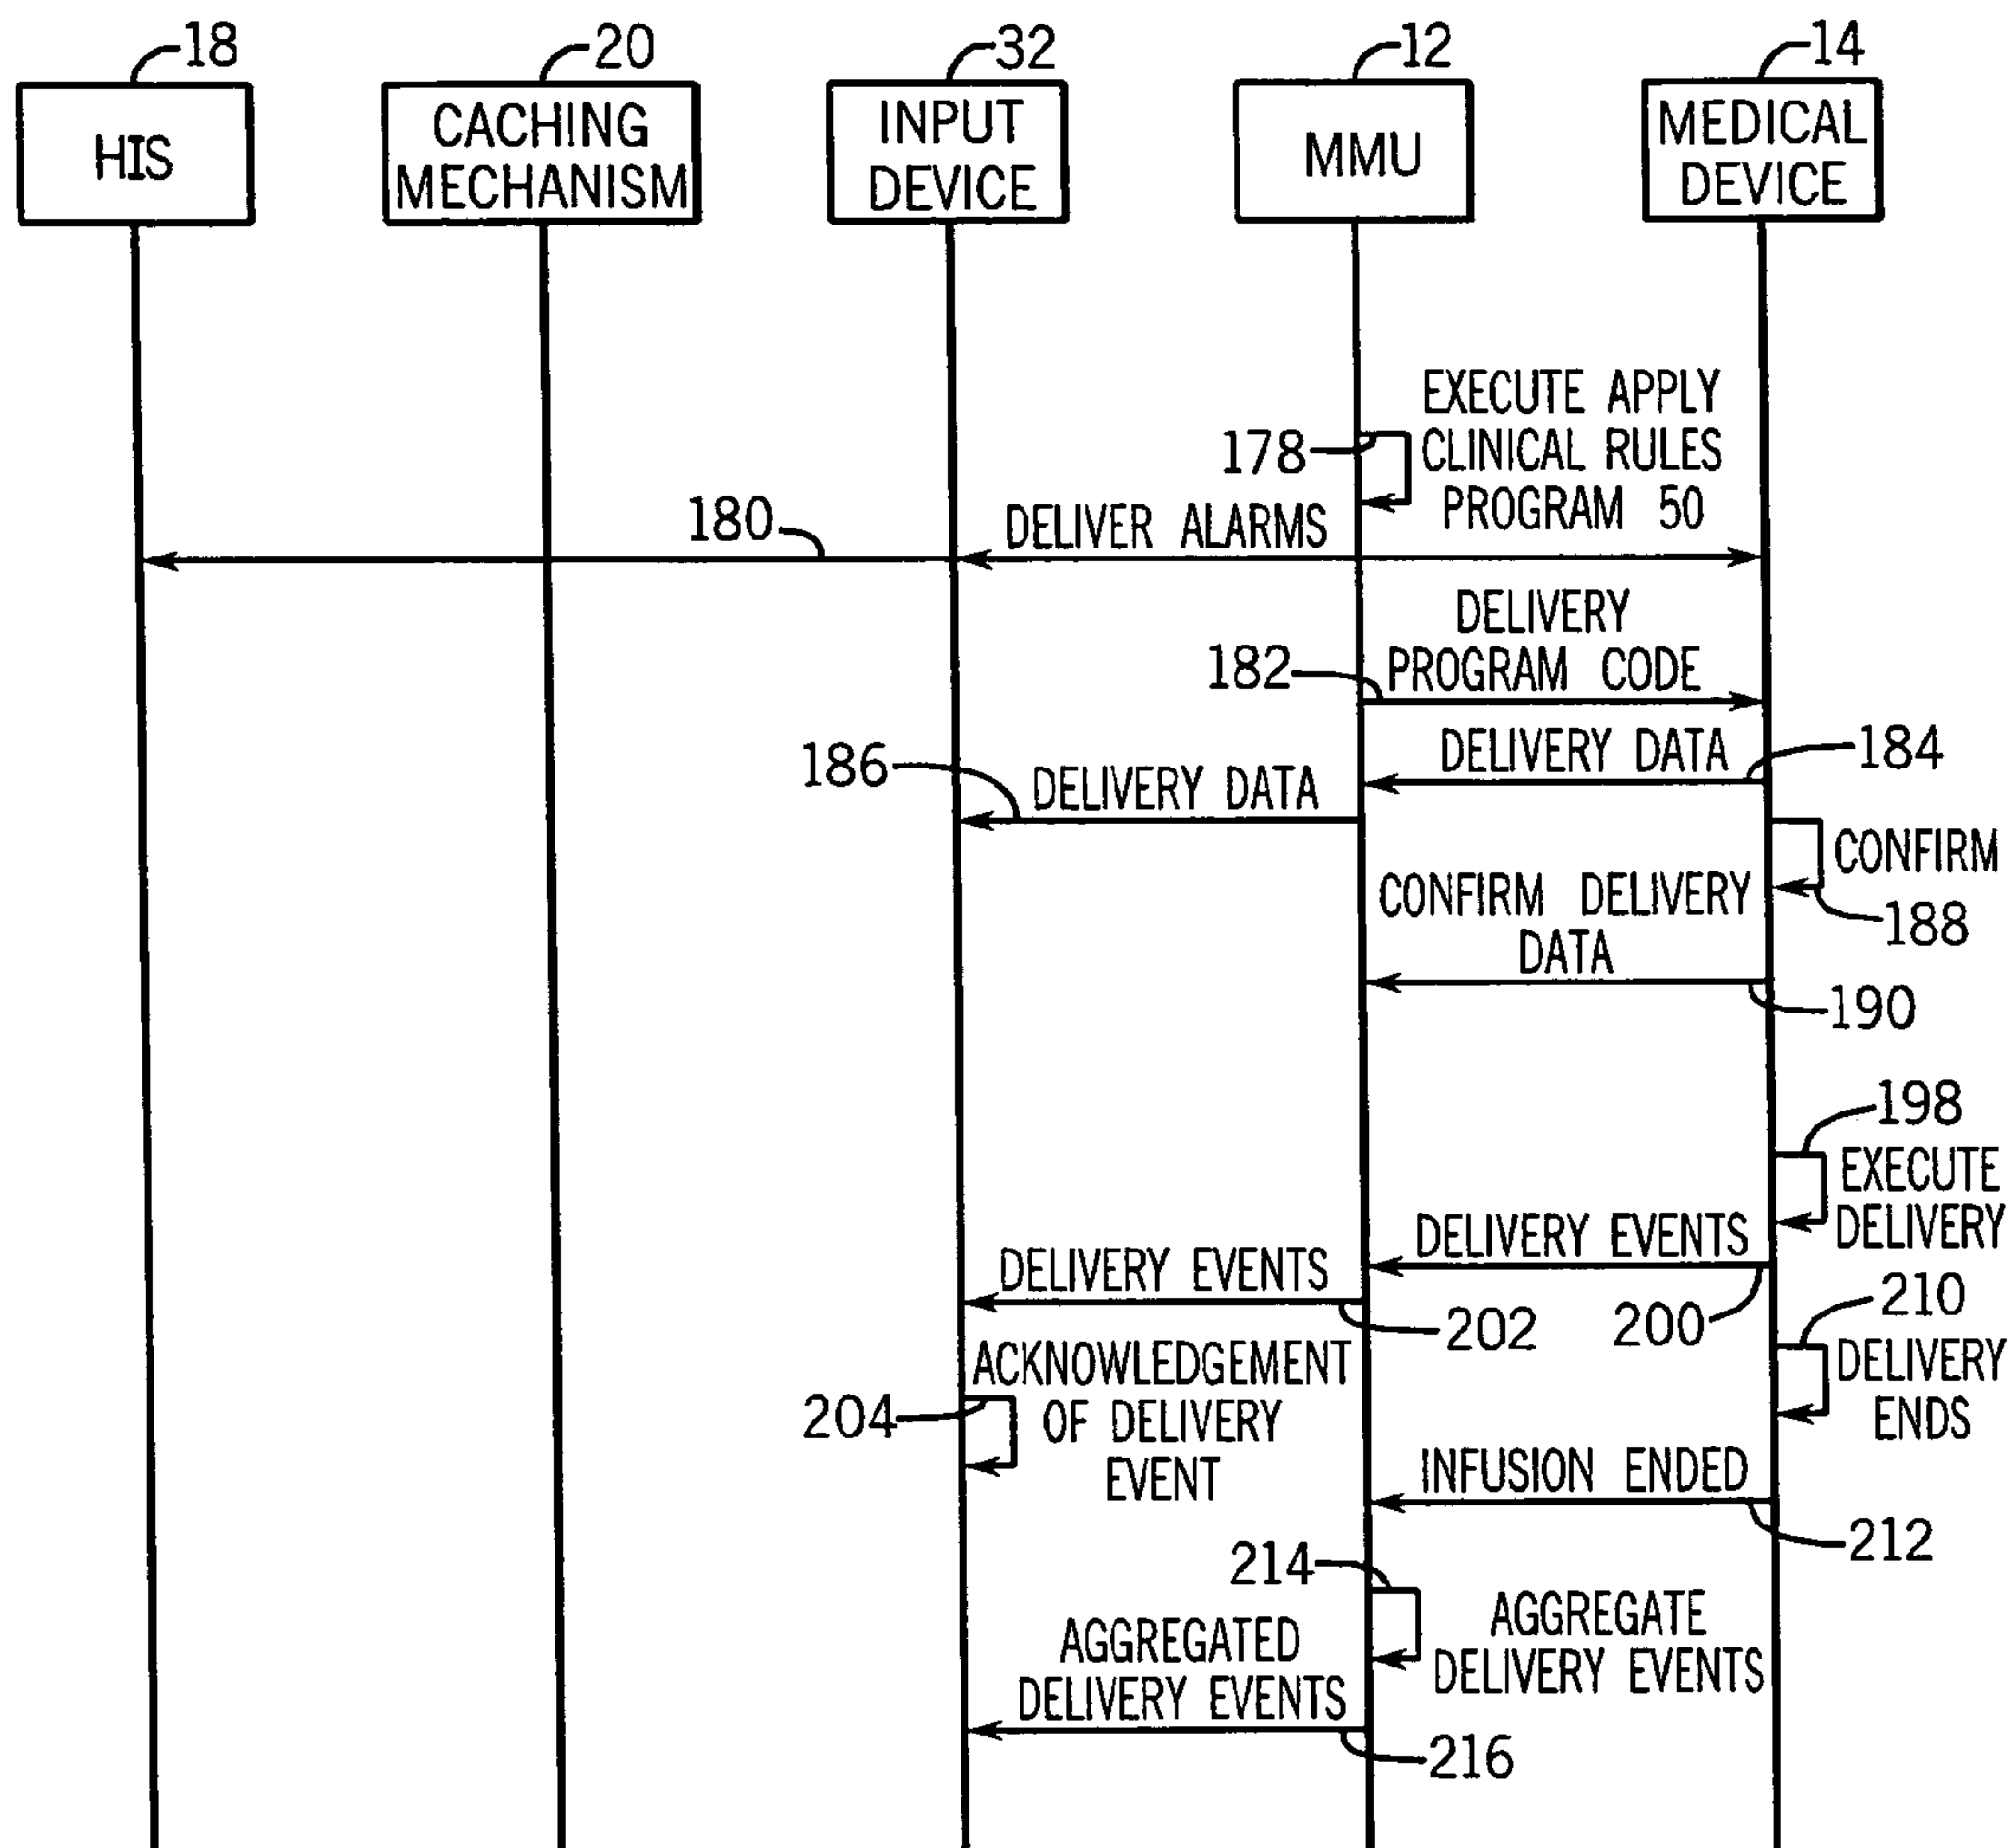 18
20
32
12
14
HIS
CACHING
MECHANISM
INPUT
DEVICE
MMU
MEDICAL
DEVICE
178
EXECUTE APPLY
CLINICAL RULES
PROGRAM 50
180
DELIVER ALARMS
182
DELIVERY
PROGRAM CODE
DELIVERY DATA
184
186
DELIVERY DATA
CONFIRM
188
CONFIRM DELIVERY
DATA
190
198
EXECUTE
DELIVERY
DELIVERY EVENTS
200
DELIVERY EVENTS
202
210
DELIVERY
ENDS
204
ACKNOWLEDGEMENT
OF DELIVERY
EVENT
INFUSION ENDED
212
214
AGGREGATE
DELIVERY EVENTS
AGGREGATED
DELIVERY EVENTS
216